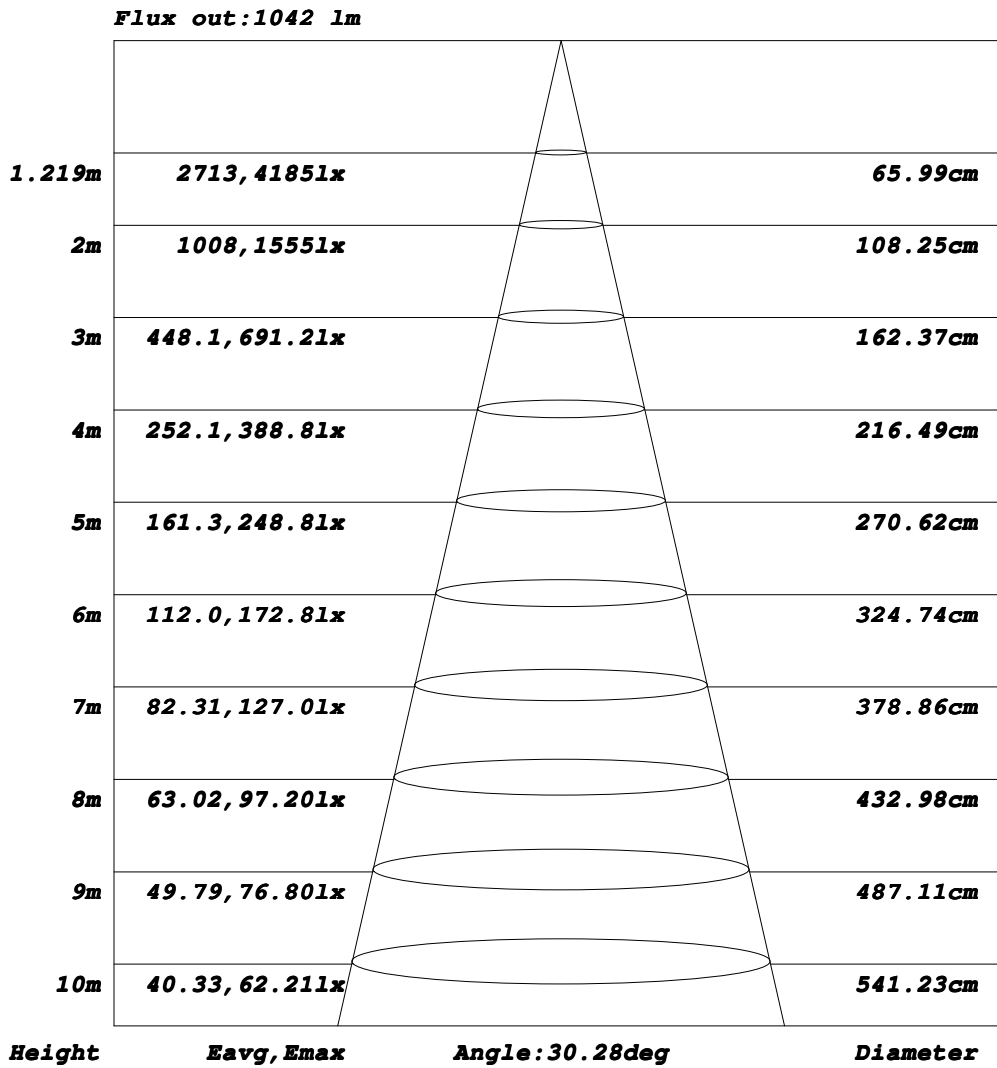 Flux out:1042 lm
1.219m 2713,4185lx 65.99cm
2m 1008,1555lx 108.25cm
3m 448.1,691.2lx 162.37cm
4m 252.1,388.8lx 216.49cm
5m 161.3,248.8lx 270.62cm
6m 112.0,172.8lx 324.74cm
7m 82.31,127.0lx 378.86cm
8m 63.02,97.20lx 432.98cm
9m 49.79,76.80lx 487.11cm
10m 40.33,62.21lx 541.23cm
Height Eavg,Emax Angle:30.28deg Diameter